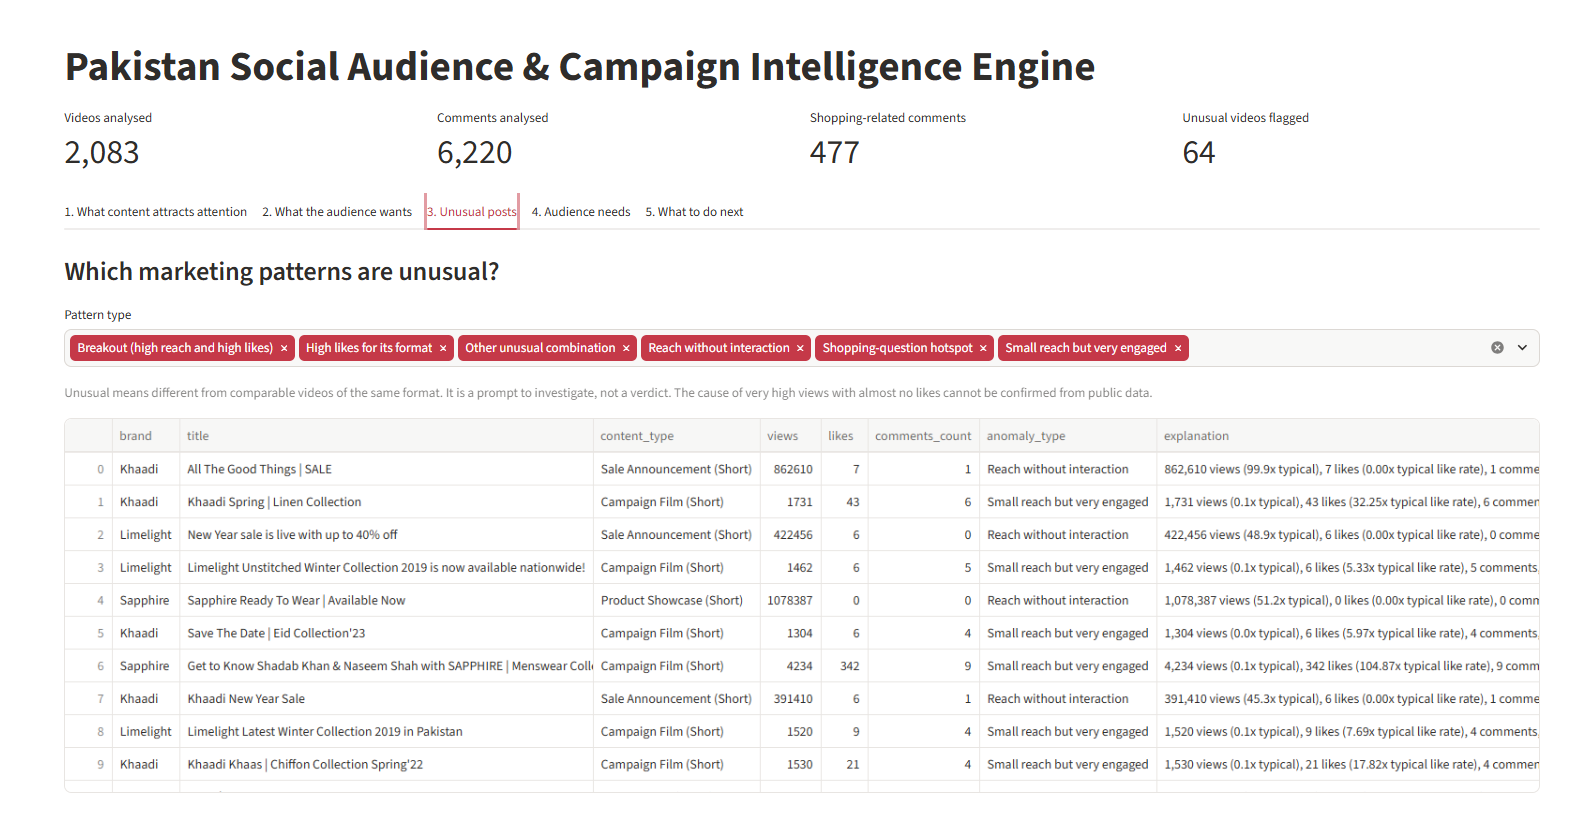 Pakistan Social Audience & Campaign Intelligence Engine
Videos analysed Comments analysed Shopping-related comments Unusual videos flagged
2,083 6,220 477 64
1. What content attracts attention 2. What the audience wants 3. Unusual posts 4. Audience needs 5. What to do next
Which marketing patterns are unusual?
Pattern type
Breakout (high reach and high likes) × High likes for its format × Other unusual combination × Reach without interaction × Shopping-question hotspot × Small reach but very engaged ×
Unusual means different from comparable videos of the same format. It is a prompt to investigate, not a verdict. The cause of very high views with almost no likes cannot be confirmed from public data.
brand title content_type views likes comments_count anomaly_type explanation
0 Khaadi All The Good Things | SALE Sale Announcement (Short) 862610 7 1 Reach without interaction 862,610 views (99.9x typical), 7 likes (0.00x typical like rate), 1 comme
1 Khaadi Khaadi Spring | Linen Collection Campaign Film (Short) 1731 43 6 Small reach but very engaged 1,731 views (0.1x typical), 43 likes (32.25x typical like rate), 6 commen
2 Limelight New Year sale is live with up to 40% off Sale Announcement (Short) 422456 6 0 Reach without interaction 422,456 views (48.9x typical), 6 likes (0.00x typical like rate), 0 comme
3 Limelight Limelight Unstitched Winter Collection 2019 is now available nationwide! Campaign Film (Short) 1462 6 5 Small reach but very engaged 1,462 views (0.1x typical), 6 likes (5.33x typical like rate), 5 comments,
4 Sapphire Sapphire Ready To Wear | Available Now Product Showcase (Short) 1078387 0 0 Reach without interaction 1,078,387 views (51.2x typical), 0 likes (0.00x typical like rate), 0 comm
5 Khaadi Save The Date | Eid Collection'23 Campaign Film (Short) 1304 6 4 Small reach but very engaged 1,304 views (0.0x typical), 6 likes (5.97x typical like rate), 4 comments,
6 Sapphire Get to Know Shadab Khan & Naseem Shah with SAPPHIRE | Menswear Colle Campaign Film (Short) 4234 342 9 Small reach but very engaged 4,234 views (0.1x typical), 342 likes (104.87x typical like rate), 9 comm
7 Khaadi Khaadi New Year Sale Sale Announcement (Short) 391410 6 1 Reach without interaction 391,410 views (45.3x typical), 6 likes (0.00x typical like rate), 1 comme
8 Limelight Limelight Latest Winter Collection 2019 in Pakistan Campaign Film (Short) 1520 9 4 Small reach but very engaged 1,520 views (0.1x typical), 9 likes (7.69x typical like rate), 4 comments,
9 Khaadi Khaadi Khaas | Chiffon Collection Spring'22 Campaign Film (Short) 1530 21 4 Small reach but very engaged 1,530 views (0.1x typical), 21 likes (17.82x typical like rate), 4 commen